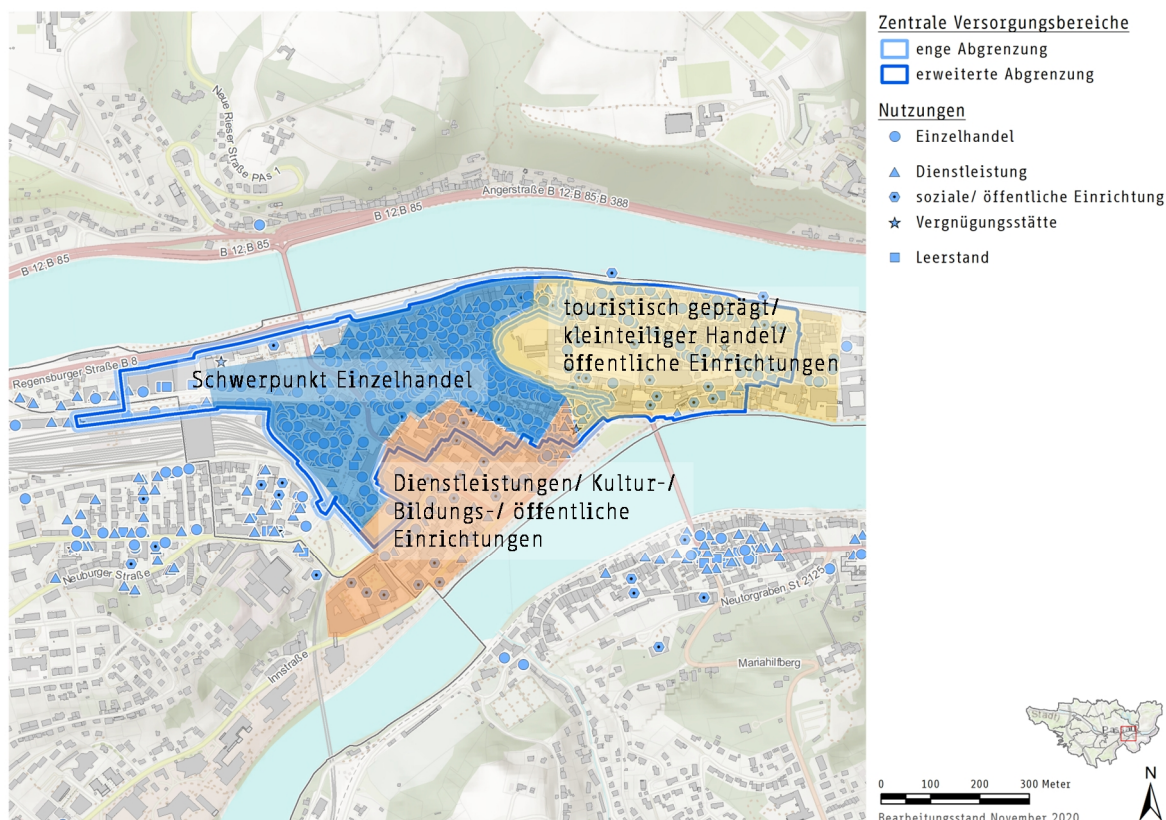 Zentrale Versorgungsbereiche
enge Abgrenzung
erweiterte Abgrenzung
Nutzungen
Einzelhandel
Dienstleistung
soziale/ öffentliche Einrichtung
Vergnügungsstätte
Leerstand
Neue Rieser Straße PAs 1
Angerstraße B 12;B 85;B 388
B 12;B 85
B 12;B 85
B 12;B 85
Regensburger Straße B 8
touristisch geprägt/
kleinteiliger Handel/
öffentliche Einrichtungen
Schwerpunkt Einzelhandel
Dienstleistungen/ Kultur-/
Bildungs-/ öffentliche
Einrichtungen
Neuburger Straße
Neutorgraben St 2125
Mariahilfberg
Innstraße
N
0 100 200 300 Meter
Bearbeitungsstand November 2020